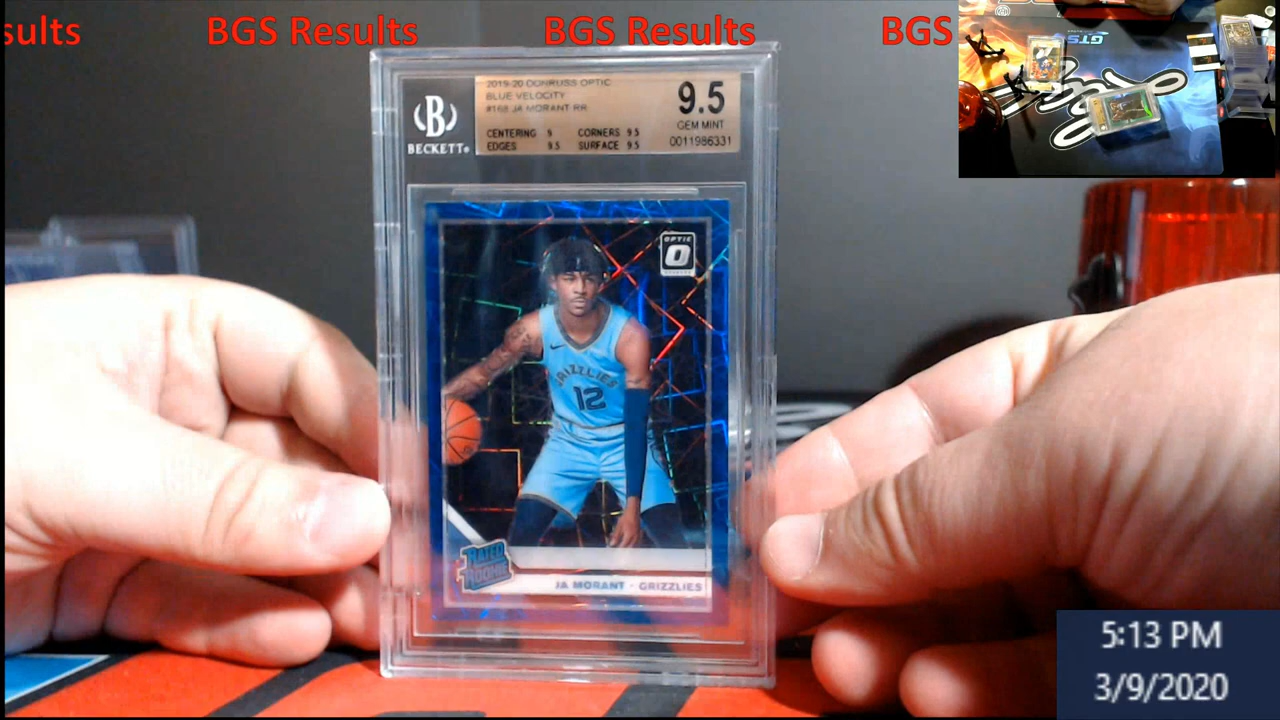 sults BGS Results BGS Results BGS
2019-20 DONRUSS OPTIC
BLUE VELOCITY
#168 JA MORANT RR
9.5
GEM MINT
CENTERING 9 CORNERS 9.5
EDGES 9.5 SURFACE 9.5
0011986331
B
BECKETT
OPTIC
O
GRIZZLIES
12
RATED
ROOKIE
JA MORANT - GRIZZLIES
GTS
5:13 PM
3/9/2020